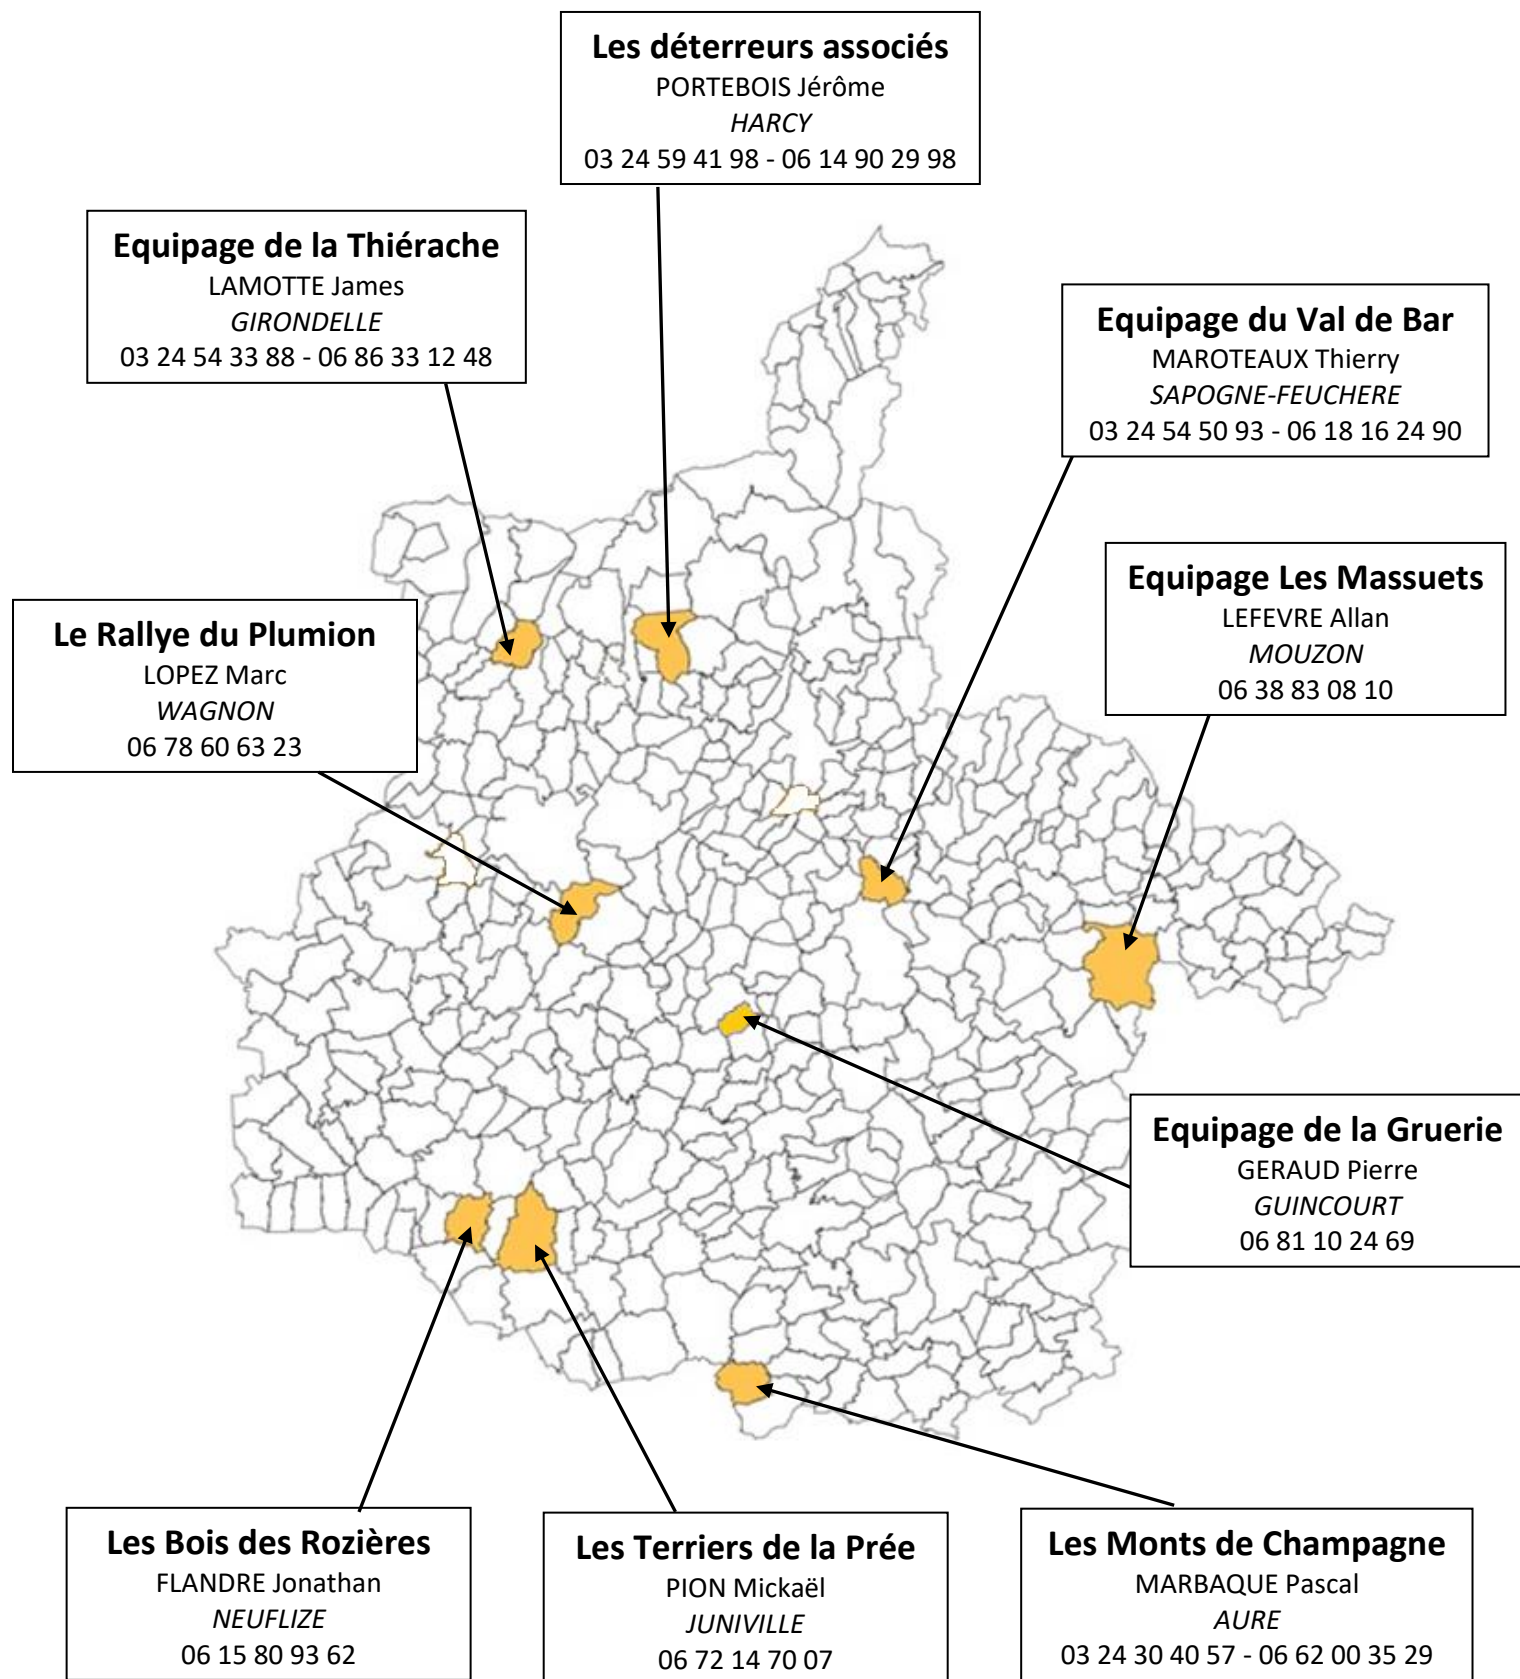 Les déterreurs associés
PORTEBOIS Jérôme
HARCY
03 24 59 41 98 - 06 14 90 29 98
Equipage de la Thiérache
LAMOTTE James
GIRONDELLE
03 24 54 33 88 - 06 86 33 12 48
Equipage du Val de Bar
MAROTEAUX Thierry
SAPOGNE-FEUCHERE
03 24 54 50 93 - 06 18 16 24 90
Equipage Les Massuets
LEFEVRE Allan
MOUZON
06 38 83 08 10
Le Rallye du Plumion
LOPEZ Marc
WAGNON
06 78 60 63 23
Equipage de la Gruerie
GERAUD Pierre
GUINCOURT
06 81 10 24 69
Les Bois des Rozières
FLANDRE Jonathan
NEUFLIZE
06 15 80 93 62
Les Terriers de la Prée
PION Mickaël
JUNIVILLE
06 72 14 70 07
Les Monts de Champagne
MARBAQUE Pascal
AURE
03 24 30 40 57 - 06 62 00 35 29